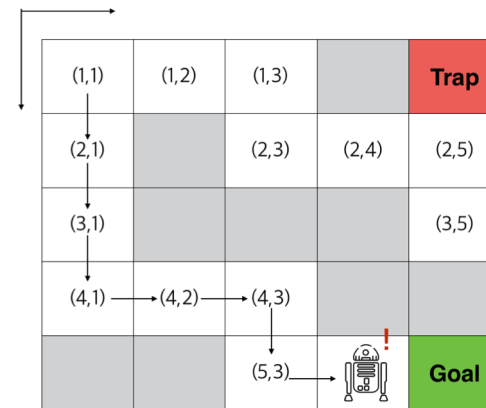 (1,1) (1,2) (1,3) Trap
(2,1) (2,3) (2,4) (2,5)
(3,1) (3,5)
(4,1) (4,2) (4,3)
!
(5,3) Goal